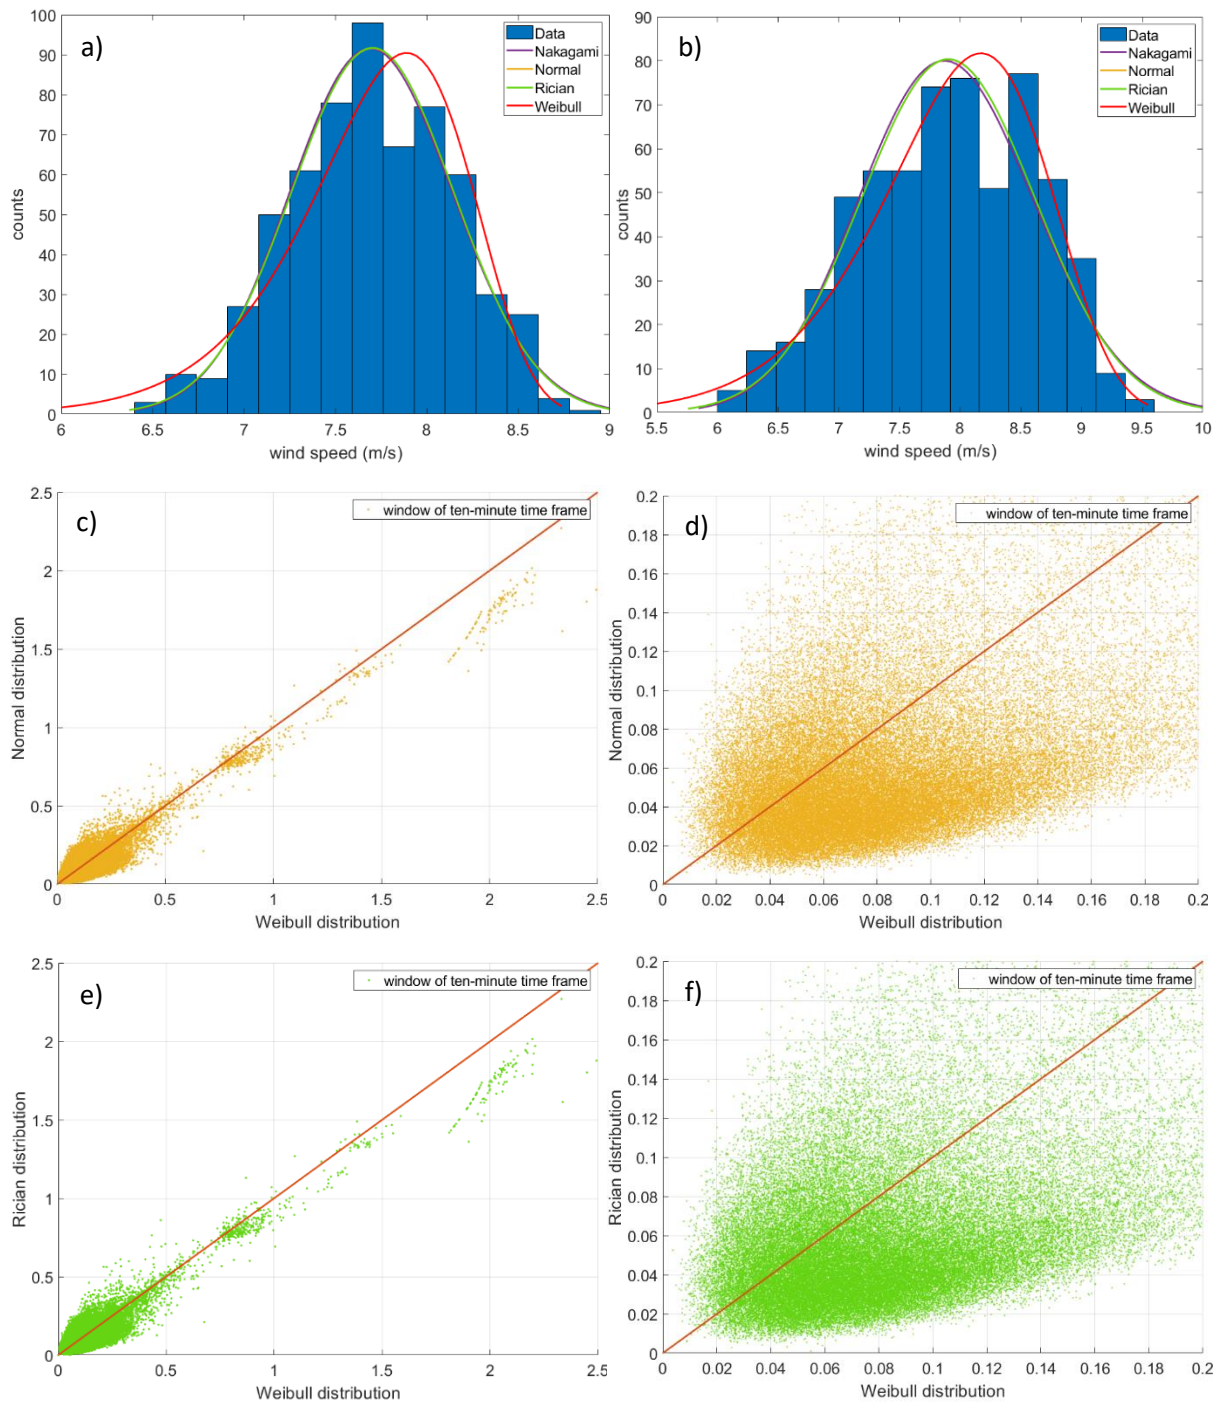 a)
100
90
80
70
60
50
40
30
20
10
0
counts
6 6.5 7 7.5 8 8.5 9
wind speed (m/s)
Data
Nakagami
Normal
Rician
Weibull
b)
90
80
70
60
50
40
30
20
10
0
counts
5.5 6 6.5 7 7.5 8 8.5 9 9.5 10
wind speed (m/s)
Data
Nakagami
Normal
Rician
Weibull
c)
window of ten-minute time frame
2.5
2
1.5
1
0.5
0
Normal distribution
0 0.5 1 1.5 2 2.5
Weibull distribution
d)
window of ten-minute time frame
0.2
0.18
0.16
0.14
0.12
0.1
0.08
0.06
0.04
0.02
0
Normal distribution
0 0.02 0.04 0.06 0.08 0.1 0.12 0.14 0.16 0.18 0.2
Weibull distribution
e)
window of ten-minute time frame
2.5
2
1.5
1
0.5
0
Rician distribution
0 0.5 1 1.5 2 2.5
Weibull distribution
f)
window of ten-minute time frame
0.2
0.18
0.16
0.14
0.12
0.1
0.08
0.06
0.04
0.02
0
Rician distribution
0 0.02 0.04 0.06 0.08 0.1 0.12 0.14 0.16 0.18 0.2
Weibull distribution